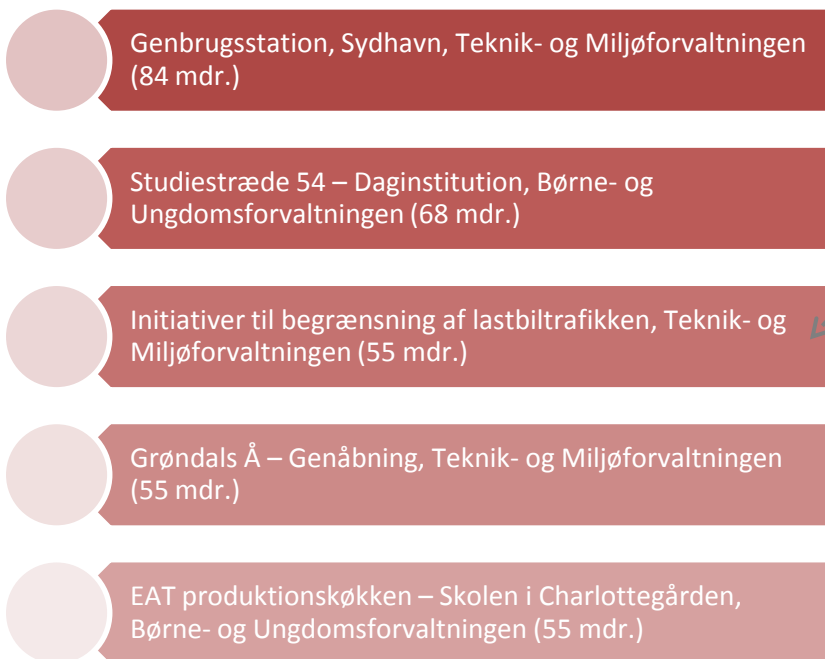 Genbrugsstation, Sydhavn, Teknik- og Miljøforvaltningen
(84 mdr.)
Studiestræde 54 – Daginstitution, Børne- og
Ungdomsforvaltningen (68 mdr.)
Initiativer til begrænsning af lastbiltrafikken, Teknik- og
Miljøforvaltningen (55 mdr.)
Grøndals Å – Genåbning, Teknik- og Miljøforvaltningen
(55 mdr.)
EAT produktionskøkken – Skolen i Charlottegården,
Børne- og Ungdomsforvaltningen (55 mdr.)